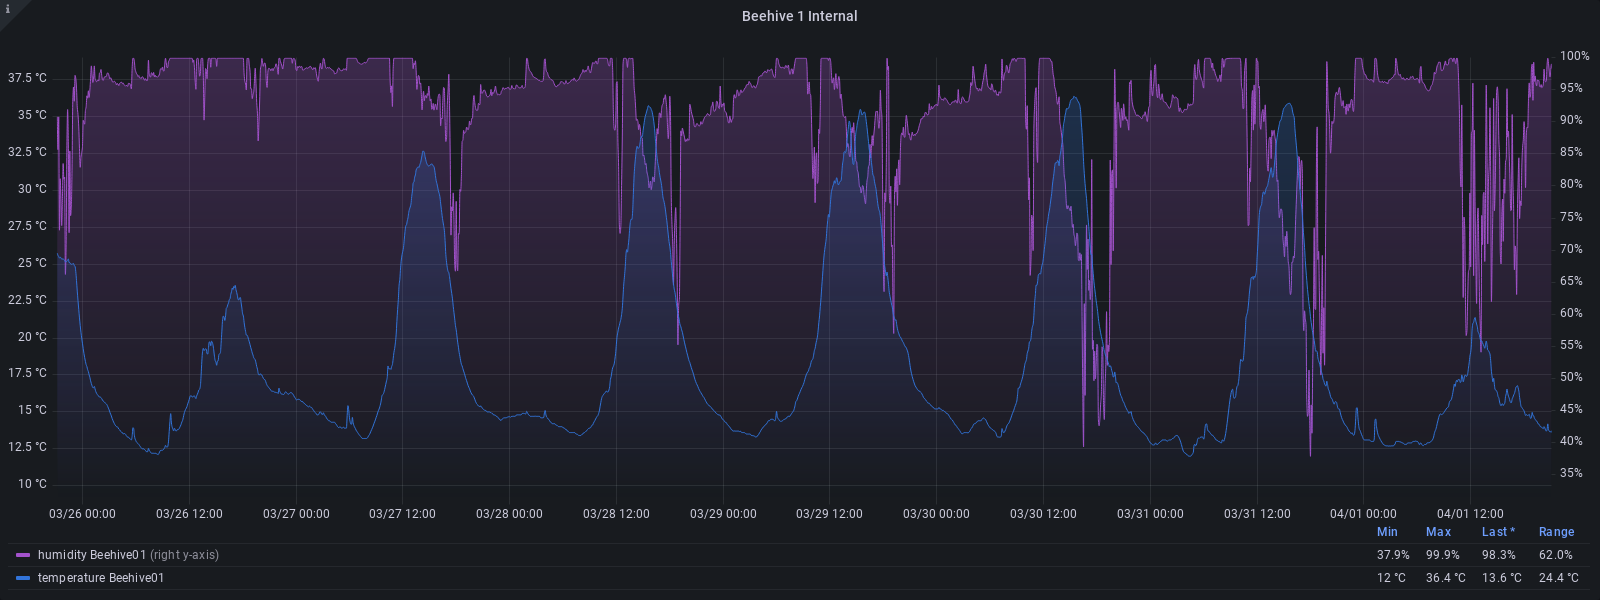 i
Beehive 1 Internal
37.5 °C
35 °C
32.5 °C
30 °C
27.5 °C
25 °C
22.5 °C
20 °C
17.5 °C
15 °C
12.5 °C
10 °C
100%
95%
90%
85%
80%
75%
70%
65%
60%
55%
50%
45%
40%
35%
03/26 00:00 03/26 12:00 03/27 00:00 03/27 12:00 03/28 00:00 03/28 12:00 03/29 00:00 03/29 12:00 03/30 00:00 03/30 12:00 03/31 00:00 03/31 12:00 04/01 00:00 04/01 12:00
Min Max Last * Range
humidity Beehive01 (right y-axis) 37.9% 99.9% 98.3% 62.0%
temperature Beehive01 12 °C 36.4 °C 13.6 °C 24.4 °C